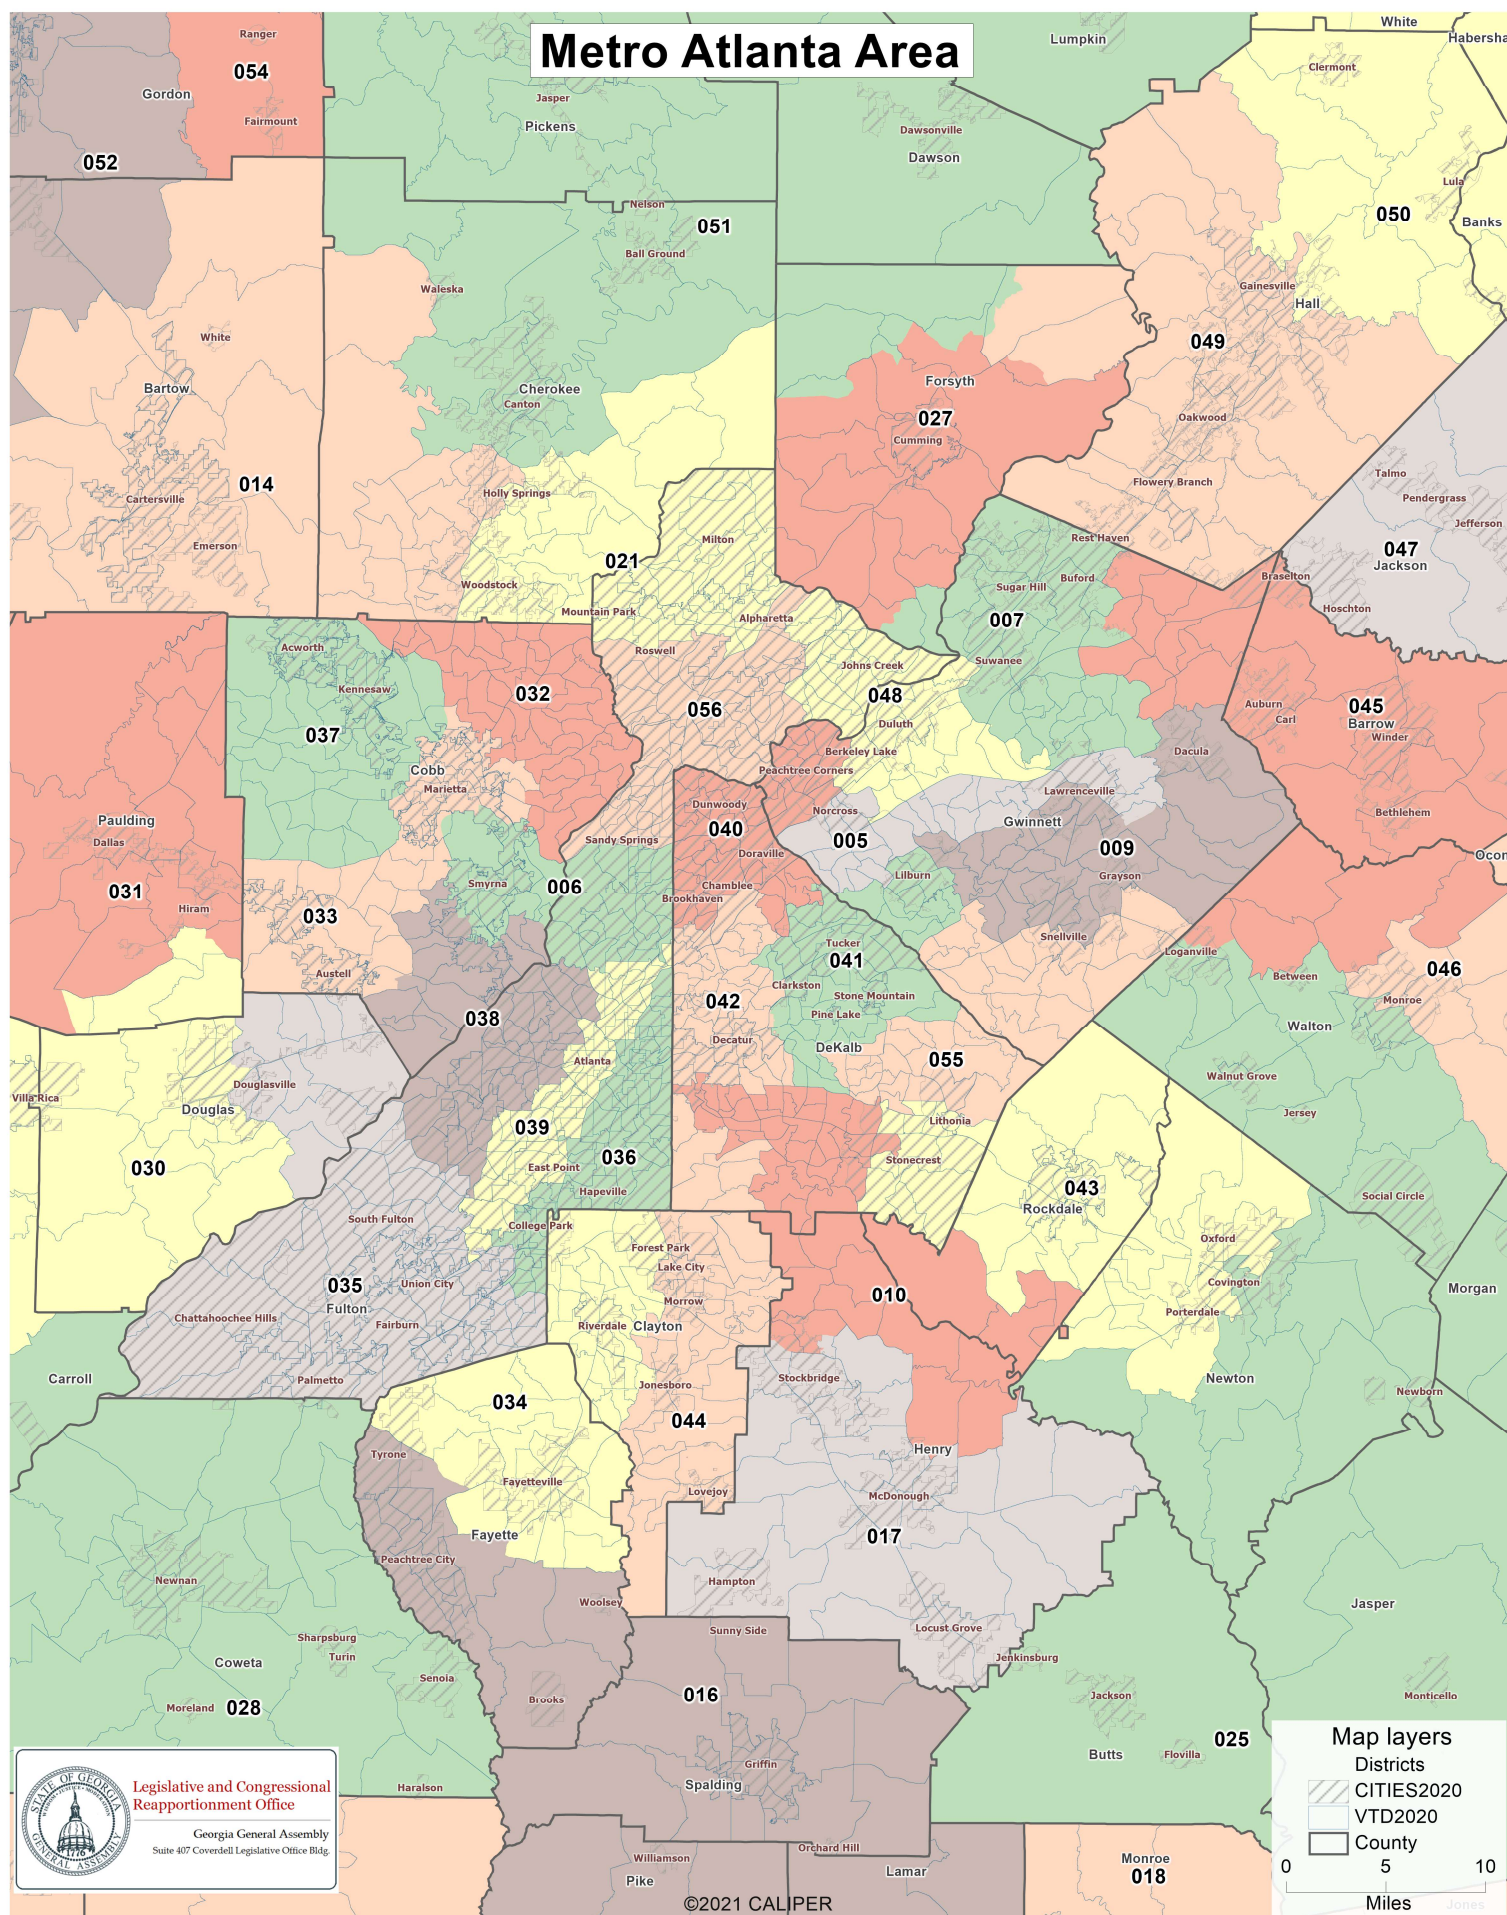 Metro Atlanta Area
White
Habersha
Ranger
Lumpkin
054
Clermont
Gordon
Jasper
Fairmount
Pickens
Dawsonville
Dawson
052
Lula
Nelson
050
Banks
051
Ball Ground
Waleska
Gainesville
Hall
White
049
Bartow
Cherokee
Forsyth
Canton
027
Oakwood
Cumming
014
Cartersville
Holly Springs
Flowery Branch
Talmo
Pendergrass
Jefferson
Emerson
Milton
Rest Haven
047
Jackson
021
Woodstock
Sugar Hill
Buford
Braselton
Mountain Park
Alpharetta
007
Hoschton
Acworth
Roswell
Johns Creek
Suwanee
Kennesaw
032
048
056
Auburn
045
Carl
Barrow
037
Duluth
Winder
Berkeley Lake
Dacula
Cobb
Peachtree Corners
Marietta
Lawrenceville
Dunwoody
Norcross
Bethlehem
Paulding
040
Gwinnett
Dallas
Sandy Springs
005
009
Doraville
Ocon
Smyrna
006
Chamblee
Lilburn
Grayson
031
Brookhaven
Hiram
033
Tucker
Snellville
041
Loganville
Austell
Clarkston
Between
046
042
Stone Mountain
Monroe
038
Pine Lake
Walton
Decatur
DeKalb
Atlanta
055
Douglasville
Walnut Grove
Villa Rica
Douglas
Lithonia
Jersey
039
030
East Point
036
Stonecrest
043
Hapeville
Social Circle
Rockdale
South Fulton
College Park
Oxford
Forest Park
Lake City
035
Union City
Covington
Morgan
010
Fulton
Morrow
Porterdale
Chattahoochee Hills
Fairburn
Riverdale
Clayton
Carroll
Palmetto
Stockbridge
Newton
Jonesboro
Newborn
034
044
Tyrone
Henry
Fayetteville
Lovejoy
McDonough
Fayette
017
Peachtree City
Newnan
Hampton
Woolsey
Jasper
Sunny Side
Locust Grove
Sharpsburg
Turin
Jenkinsburg
Coweta
Senoia
016
Jackson
Monticello
Moreland
028
Brooks
025
Butts
Flovilla
Griffin
Spalding
Haralson
Orchard Hill
Williamson
Pike
Lamar
Monroe
018
Jones
Map layers
Districts
CITIES2020
VTD2020
County
0 5 10
Miles
STATE OF GEORGIA
GENERAL ASSEMBLY
1776
Legislative and Congressional
Reapportionment Office
Georgia General Assembly
Suite 407 Coverdell Legislative Office Bldg.
©2021 CALIPER